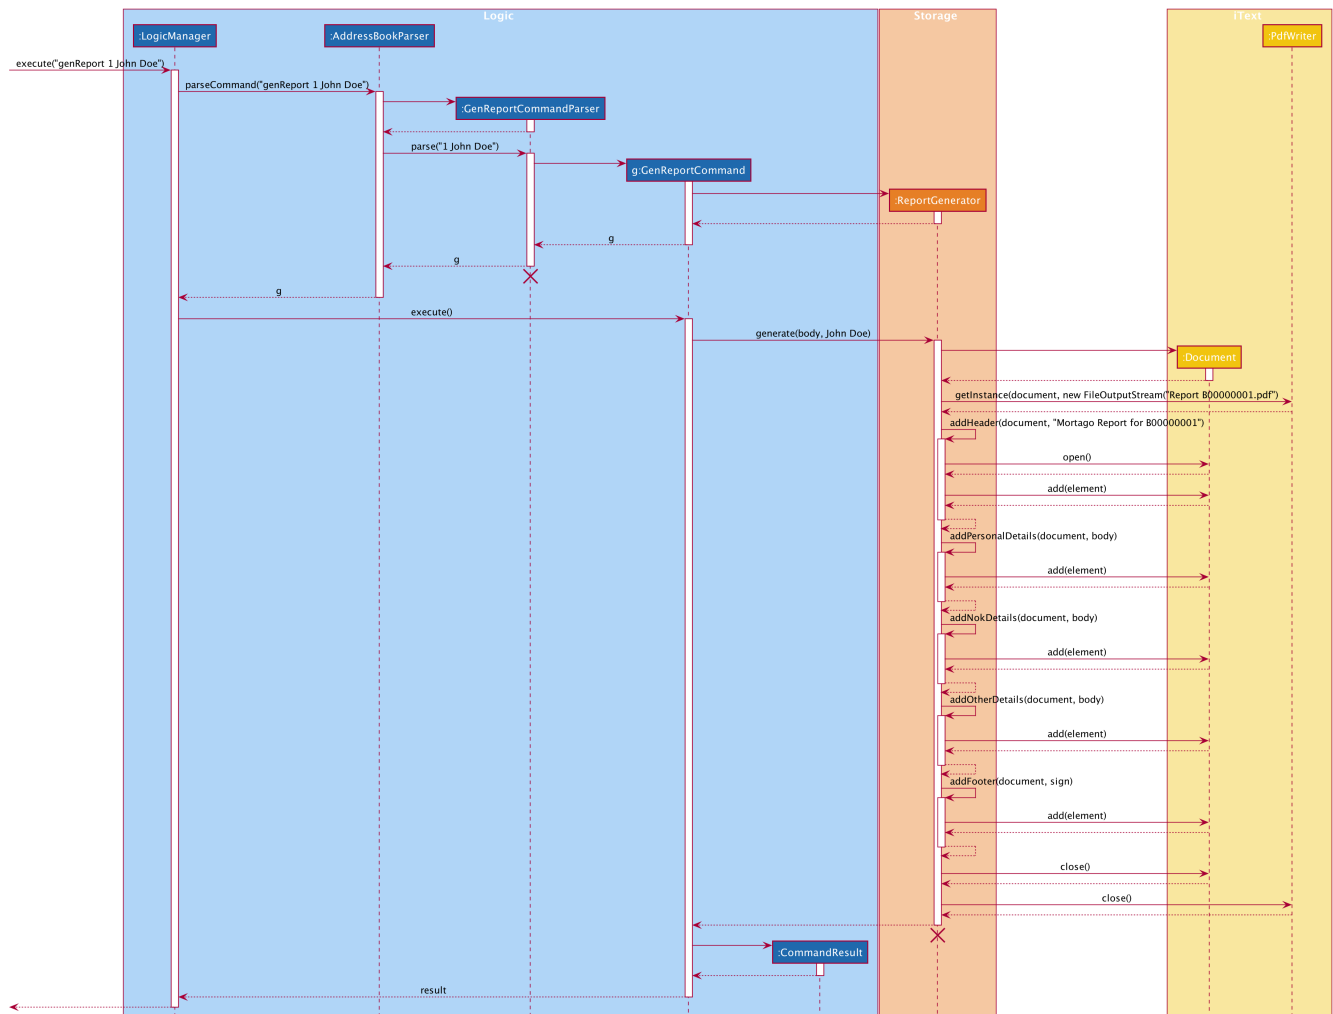 Logic
Storage
iText
:LogicManager
:AddressBookParser
:PdfWriter
execute("genReport 1 John Doe")
parseCommand("genReport 1 John Doe")
:GenReportCommandParser
parse("1 John Doe")
g:GenReportCommand
:ReportGenerator
g
g
g
execute()
generate(body, John Doe)
:Document
getInstance(document, new FileOutputStream("Report B00000001.pdf")
addHeader(document, "Mortago Report for B00000001")
open()
add(element)
addPersonalDetails(document, body)
add(element)
addNokDetails(document, body)
add(element)
addOtherDetails(document, body)
add(element)
addFooter(document, sign)
add(element)
close()
close()
:CommandResult
result